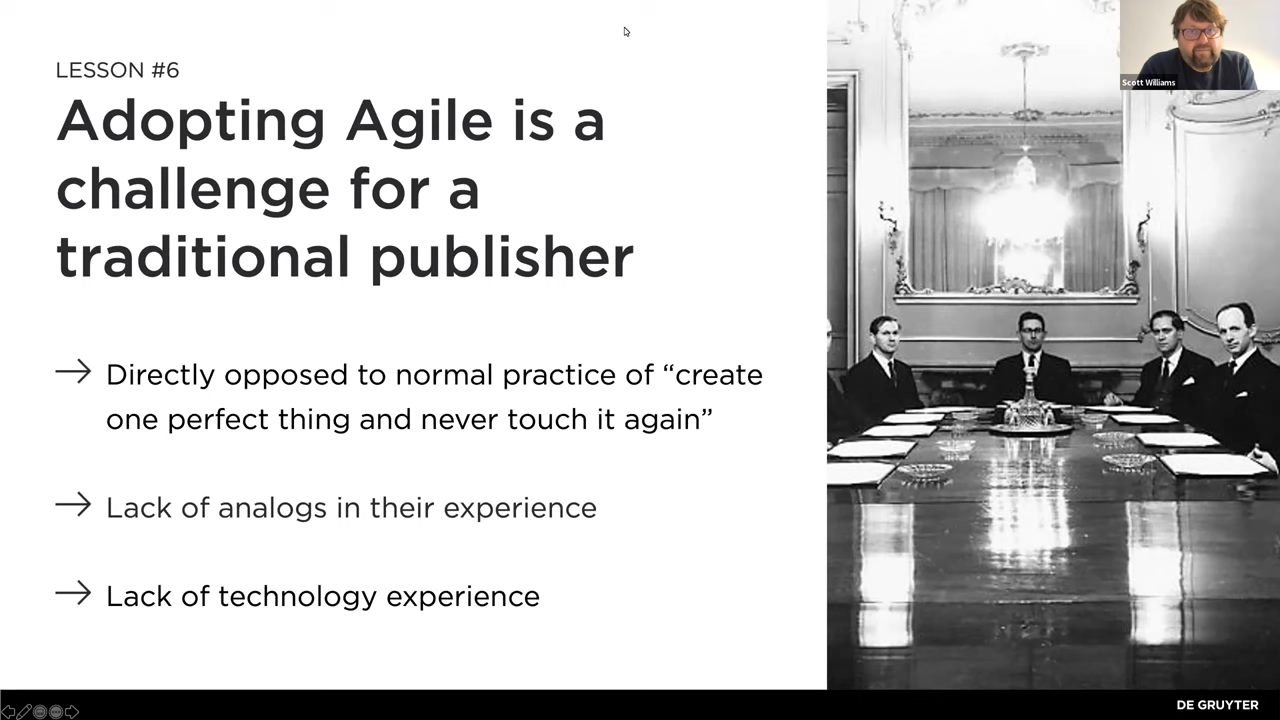 LESSON #6
Adopting Agile is a
challenge for a
traditional publisher
Directly opposed to normal practice of “create
one perfect thing and never touch it again”
Lack of analogs in their experience
Lack of technology experience
Scott Williams
DE GRUYTER